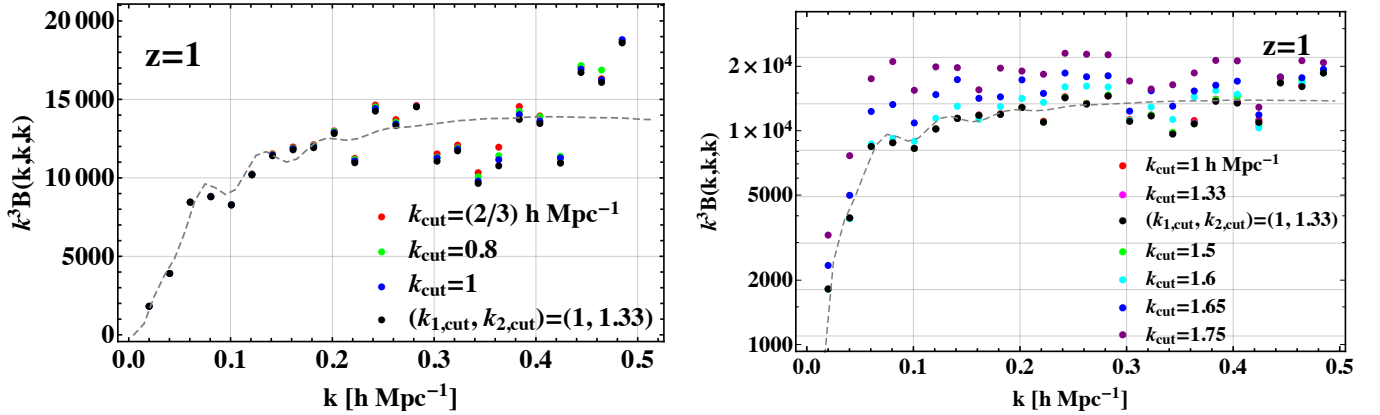 20 000
15 000
10 000
5000
0
k³B(k,k,k)
z=1
k_cut=(2/3) h Mpc⁻¹
k_cut=0.8
k_cut=1
(k_1,cut, k_2,cut)=(1, 1.33)
0.0 0.1 0.2 0.3 0.4 0.5
k [h Mpc⁻¹]
2×10⁴
1×10⁴
5000
2000
1000
k³B(k,k,k)
z=1
k_cut=1 h Mpc⁻¹
k_cut=1.33
(k_1,cut, k_2,cut)=(1, 1.33)
k_cut=1.5
k_cut=1.6
k_cut=1.65
k_cut=1.75
0.0 0.1 0.2 0.3 0.4 0.5
k [h Mpc⁻¹]